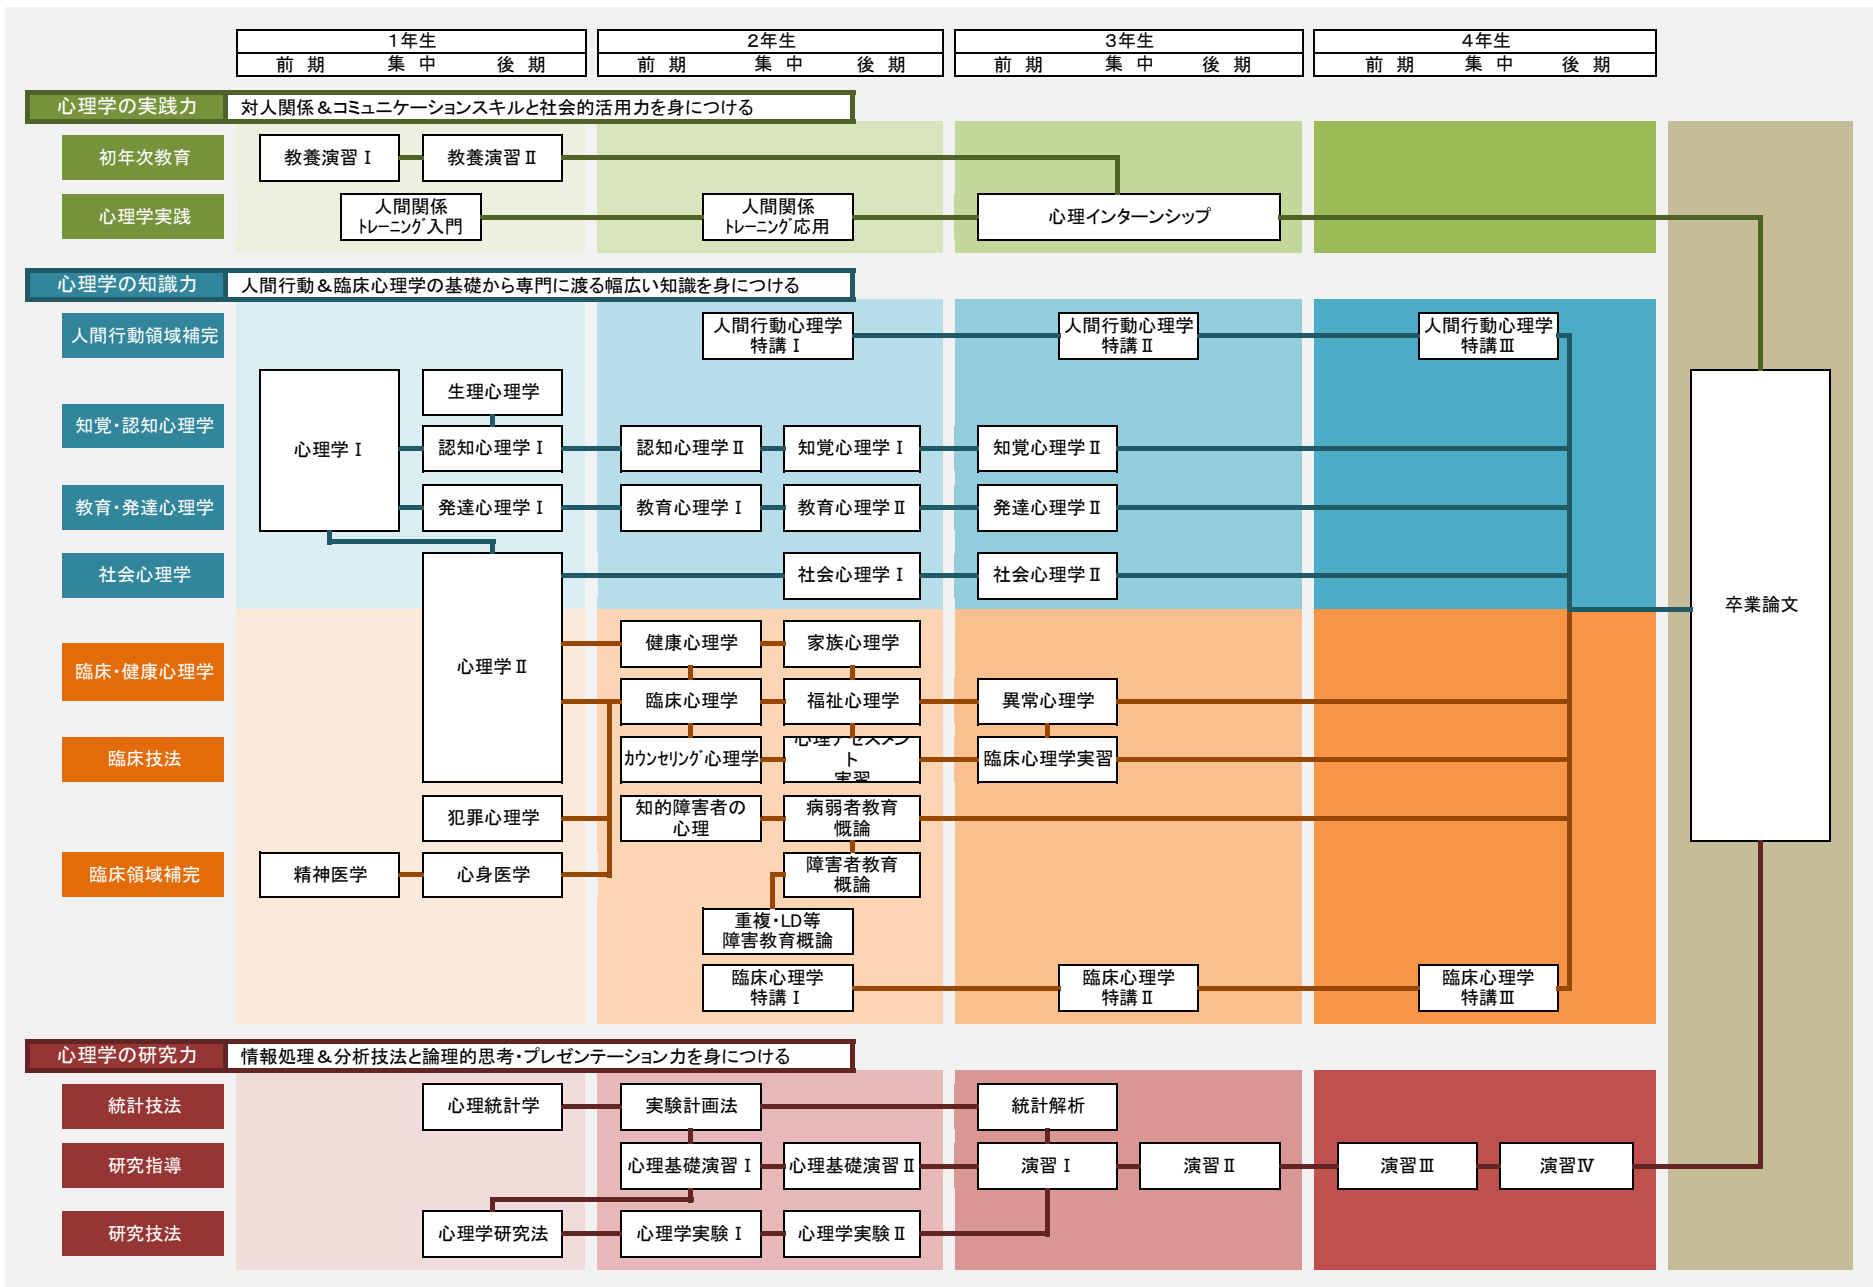 1年生
2年生
3年生
4年生
前 期 集 中 後 期
前 期 集 中 後 期
前 期 集 中 後 期
前 期 集 中 後 期
心理学の実践力
対人関係&コミュニケーションスキルと社会的活用力を身につける
初年次教育
教養演習Ⅰ
教養演習Ⅱ
心理学実践
人間関係
トレーニング入門
人間関係
トレーニング応用
心理インターンシップ
心理学の知識力
人間行動&臨床心理学の基礎から専門に渡る幅広い知識を身につける
人間行動領域補完
人間行動心理学
特講Ⅰ
人間行動心理学
特講Ⅱ
人間行動心理学
特講Ⅲ
知覚・認知心理学
心理学Ⅰ
生理心理学
認知心理学Ⅰ
認知心理学Ⅱ
知覚心理学Ⅰ
知覚心理学Ⅱ
教育・発達心理学
発達心理学Ⅰ
教育心理学Ⅰ
教育心理学Ⅱ
発達心理学Ⅱ
社会心理学
社会心理学Ⅰ
社会心理学Ⅱ
卒業論文
臨床・健康心理学
心理学Ⅱ
健康心理学
家族心理学
臨床心理学
福祉心理学
異常心理学
臨床技法
カウンセリング心理学
心理アセスメン
ト
実習
臨床心理学実習
犯罪心理学
知的障害者の
心理
病弱者教育
概論
臨床領域補完
精神医学
心身医学
障害者教育
概論
重複・LD等
障害教育概論
臨床心理学
特講Ⅰ
臨床心理学
特講Ⅱ
臨床心理学
特講Ⅲ
心理学の研究力
情報処理&分析技法と論理的思考・プレゼンテーション力を身につける
統計技法
心理統計学
実験計画法
統計解析
研究指導
心理基礎演習Ⅰ
心理基礎演習Ⅱ
演習Ⅰ
演習Ⅱ
演習Ⅲ
演習Ⅳ
研究技法
心理学研究法
心理学実験Ⅰ
心理学実験Ⅱ